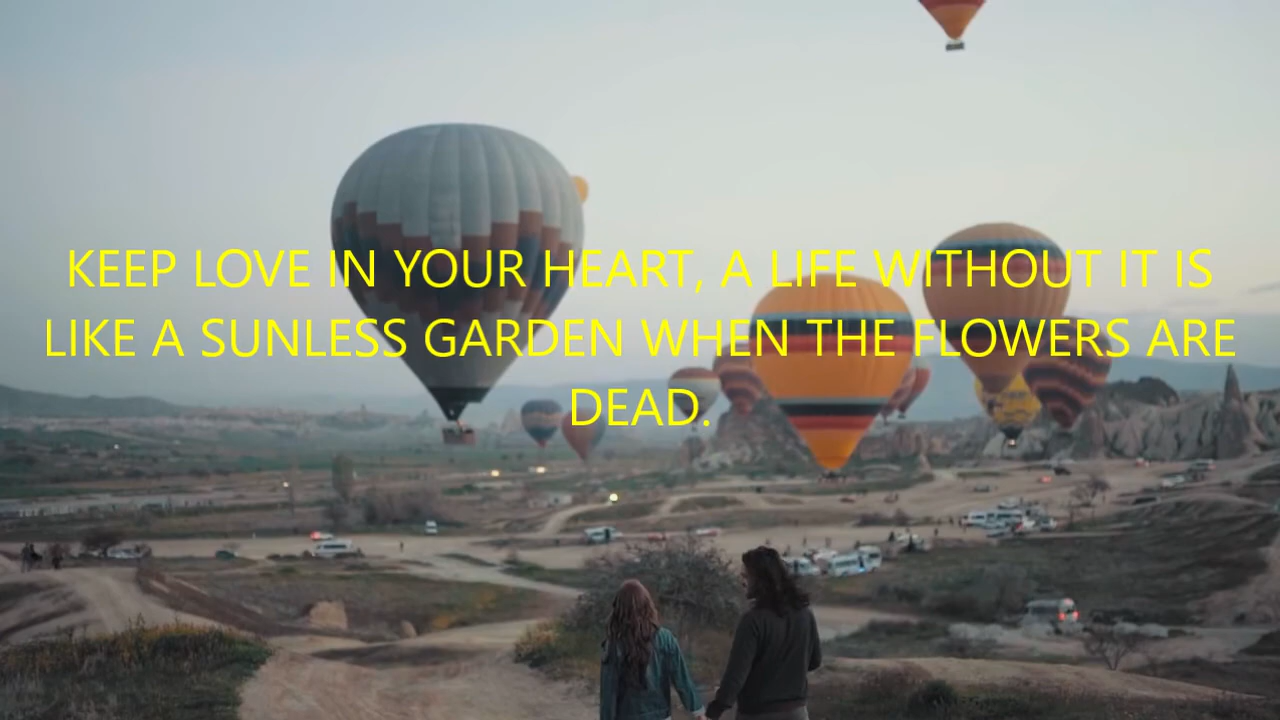 KEEP LOVE IN YOUR HEART, A LIFE WITHOUT IT IS
LIKE A SUNLESS GARDEN WHEN THE FLOWERS ARE
DEAD.